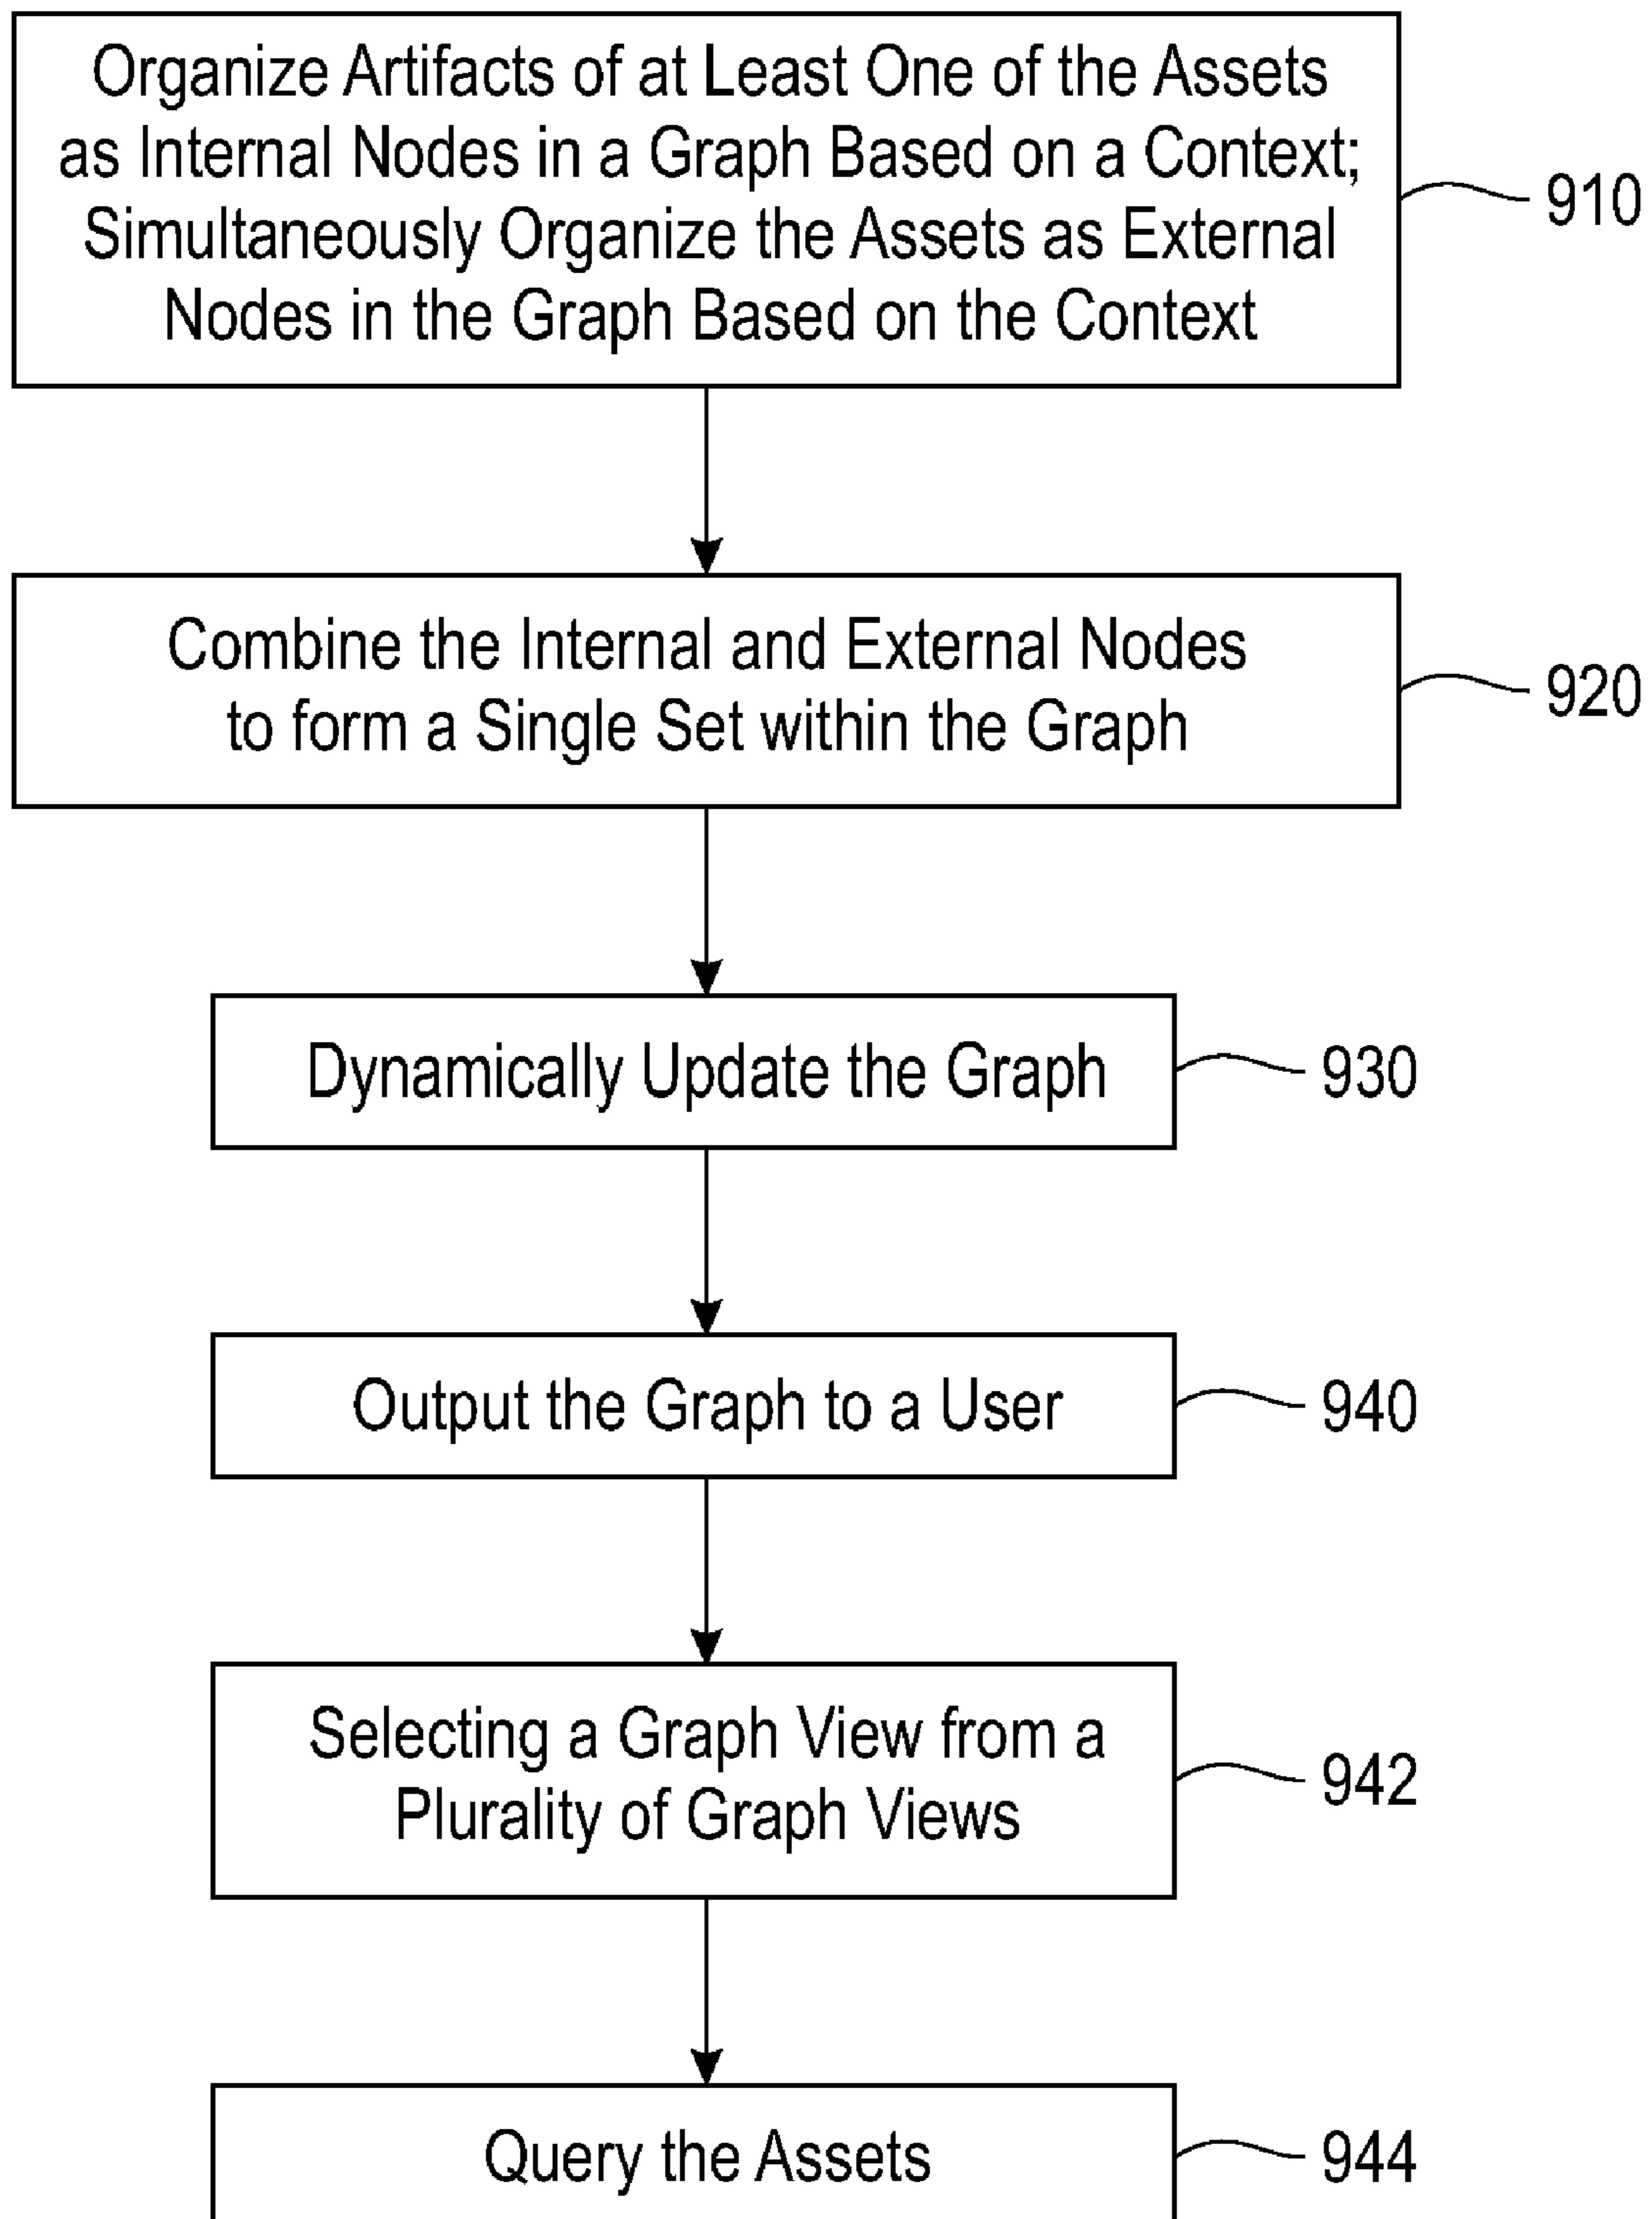 Organize Artifacts of at Least One of the Assets
as Internal Nodes in a Graph Based on a Context;
Simultaneously Organize the Assets as External
Nodes in the Graph Based on the Context
910
Combine the Internal and External Nodes
to form a Single Set within the Graph
920
Dynamically Update the Graph
930
Output the Graph to a User
940
Selecting a Graph View from a
Plurality of Graph Views
942
Query the Assets
944